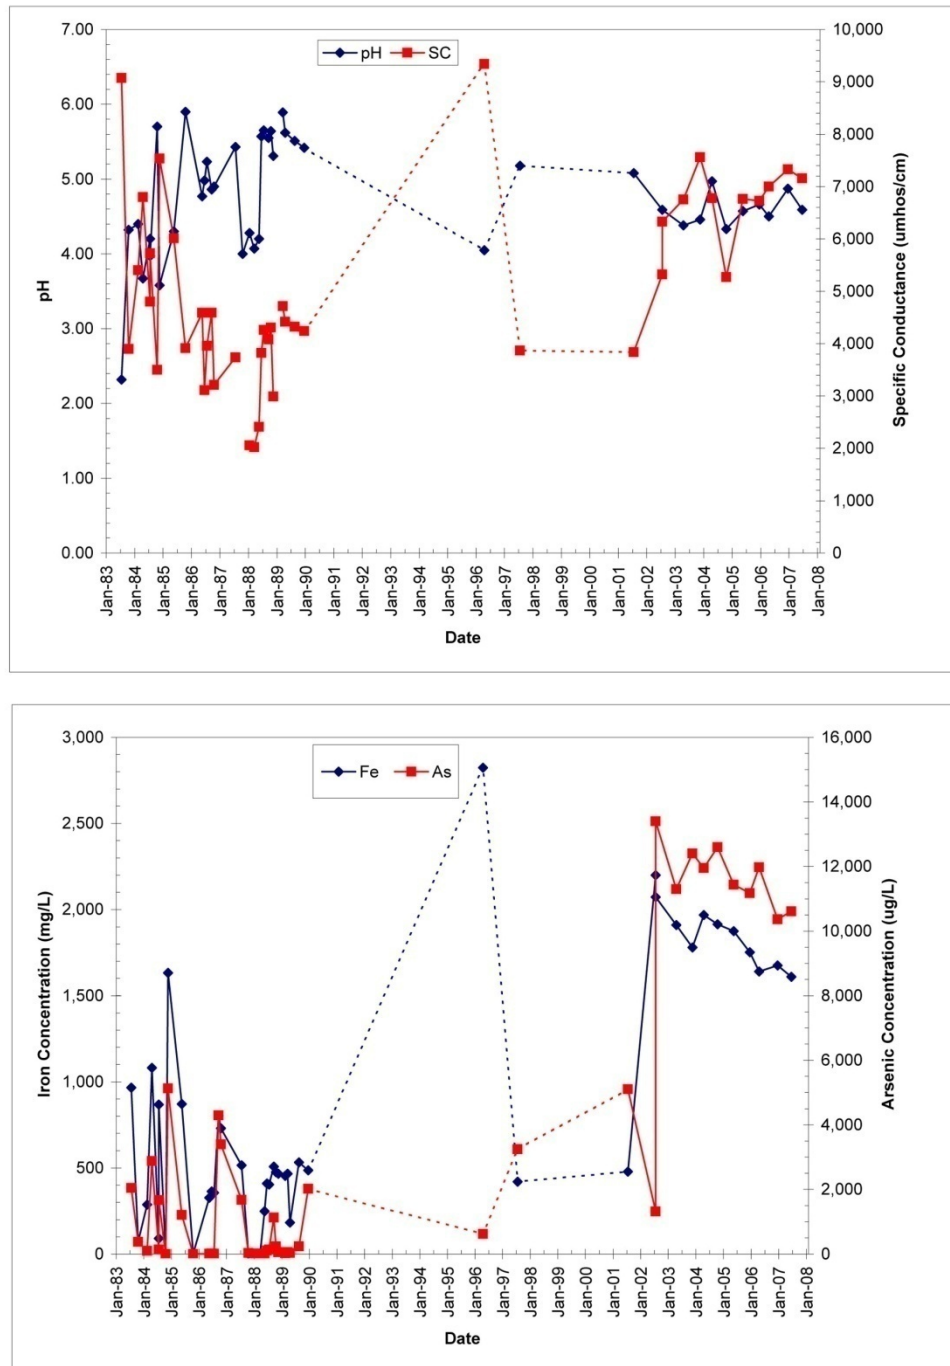 7.00
6.00
5.00
4.00
3.00
2.00
1.00
0.00
pH
pH SC
10,000
9,000
8,000
7,000
6,000
5,000
4,000
3,000
2,000
1,000
0
Specific Conductance (umhos/cm)
Jan-83
Jan-84
Jan-85
Jan-86
Jan-87
Jan-88
Jan-89
Jan-90
Jan-91
Jan-92
Jan-93
Jan-94
Jan-95
Jan-96
Jan-97
Jan-98
Jan-99
Jan-00
Jan-01
Jan-02
Jan-03
Jan-04
Jan-05
Jan-06
Jan-07
Jan-08
Date
3,000
2,500
2,000
1,500
1,000
500
0
Iron Concentration (mg/L)
Fe As
16,000
14,000
12,000
10,000
8,000
6,000
4,000
2,000
0
Arsenic Concentration (ug/L)
Jan-83
Jan-84
Jan-85
Jan-86
Jan-87
Jan-88
Jan-89
Jan-90
Jan-91
Jan-92
Jan-93
Jan-94
Jan-95
Jan-96
Jan-97
Jan-98
Jan-99
Jan-00
Jan-01
Jan-02
Jan-03
Jan-04
Jan-05
Jan-06
Jan-07
Jan-08
Date